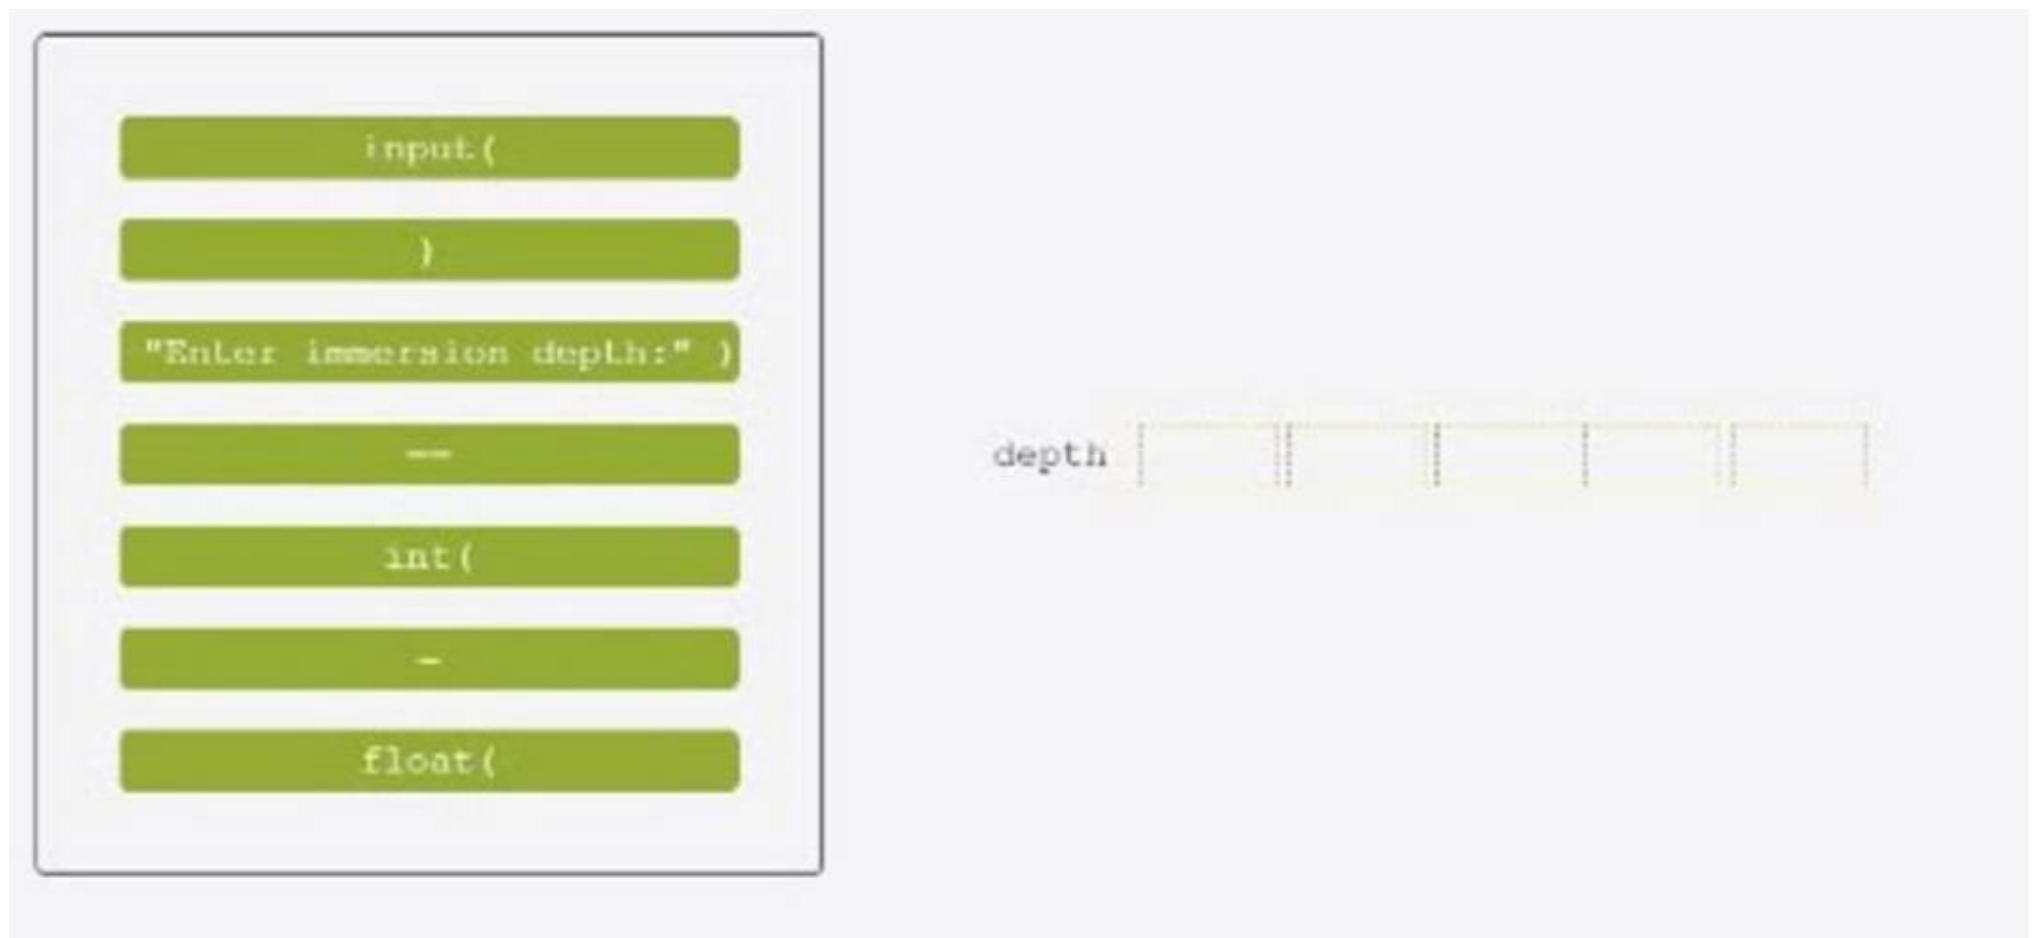 input(
)
"Enter immersion depth:" )
==
int(
=
float(
depth